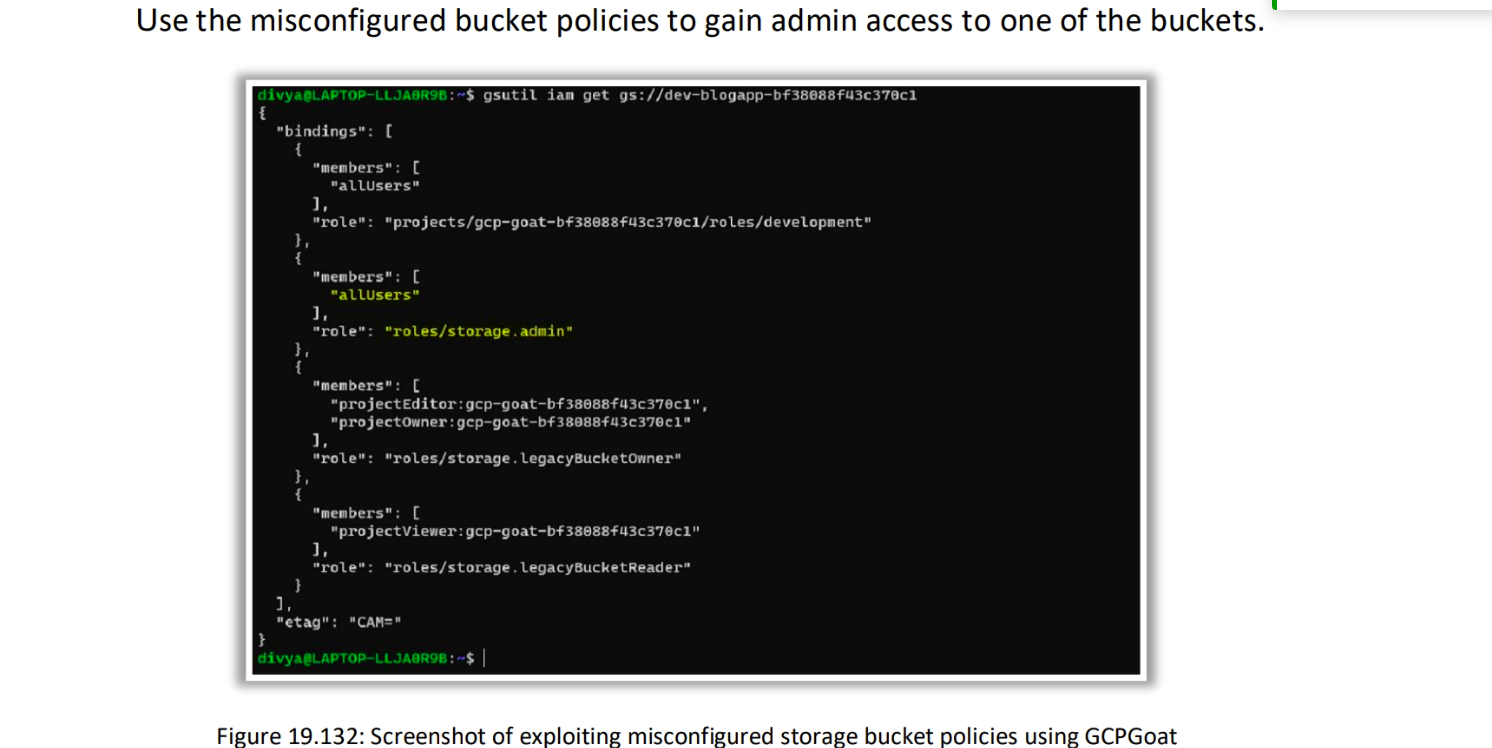 Use the misconfigured bucket policies to gain admin access to one of the buckets.
divya@LAPTOP-LLJA0R9B:~$ gsutil iam get gs://dev-blogapp-bf38088f43c370c1
{
  "bindings": [
    {
      "members": [
        "allUsers"
      ],
      "role": "projects/gcp-goat-bf38088f43c370c1/roles/development"
    },
    {
      "members": [
        "allUsers"
      ],
      "role": "roles/storage.admin"
    },
    {
      "members": [
        "projectEditor:gcp-goat-bf38088f43c370c1",
        "projectOwner:gcp-goat-bf38088f43c370c1"
      ],
      "role": "roles/storage.legacyBucketOwner"
    },
    {
      "members": [
        "projectViewer:gcp-goat-bf38088f43c370c1"
      ],
      "role": "roles/storage.legacyBucketReader"
    }
  ],
  "etag": "CAM="
}
divya@LAPTOP-LLJA0R9B:~$
Figure 19.132: Screenshot of exploiting misconfigured storage bucket policies using GCPGoat